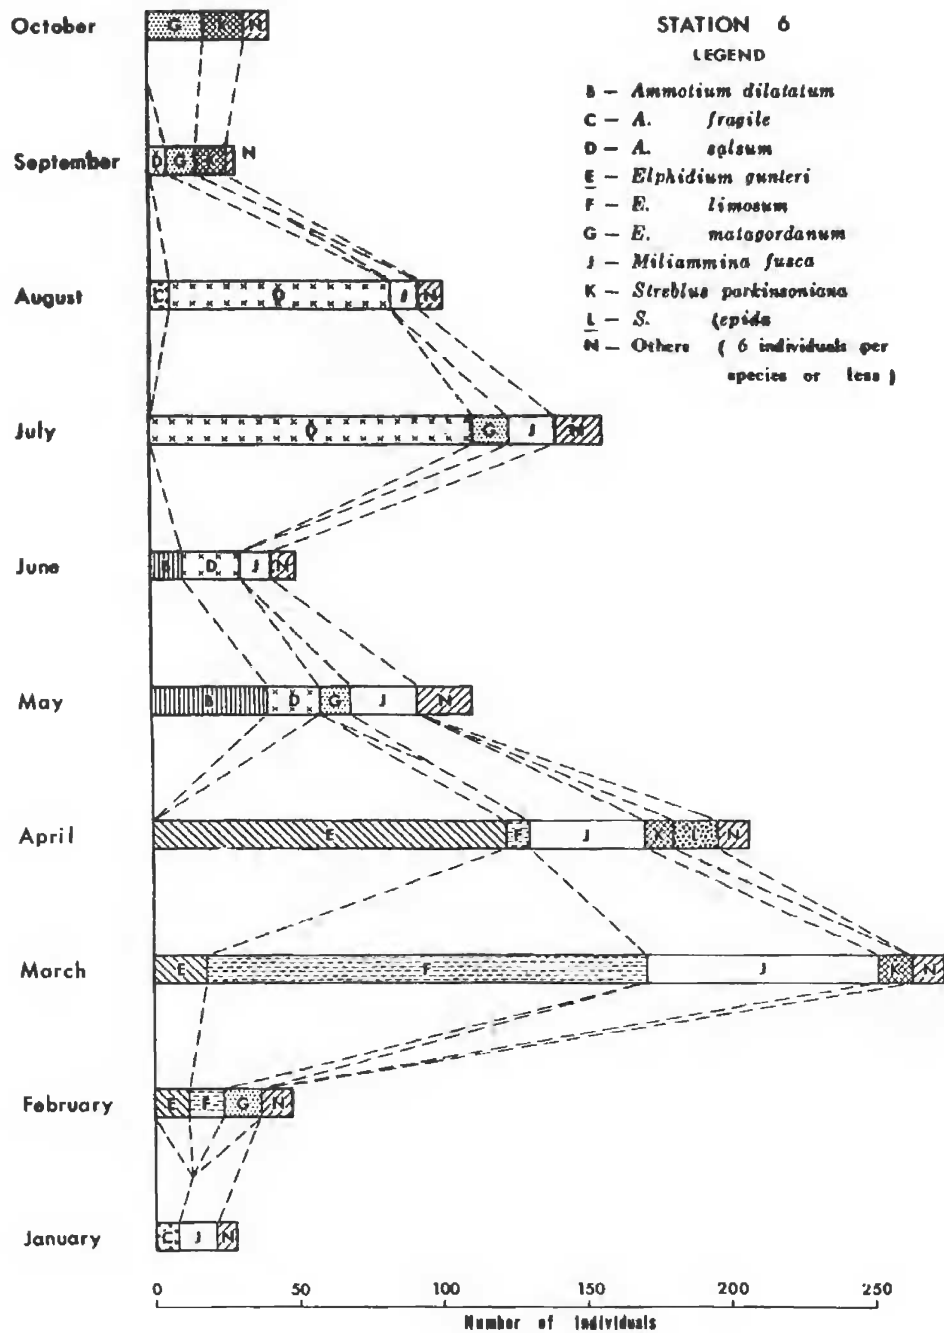 October G K N
STATION 6
LEGEND
B – Ammotium dilatatum
C – A. fragile
D – A. salsum
E – Elphidium gunteri
F – E. limosum
G – E. matagordanum
J – Miliammina fusca
K – Streblus parkinsoniana
L – S. tepida
N – Others ( 6 individuals per
species or less )
September D G K N
August C D J N
July D G J N
June B D J N
May B D G J N
April E F J K L N
March E F J K N
February E F G N
January C J N
0 50 100 150 200 250
Number of Individuals